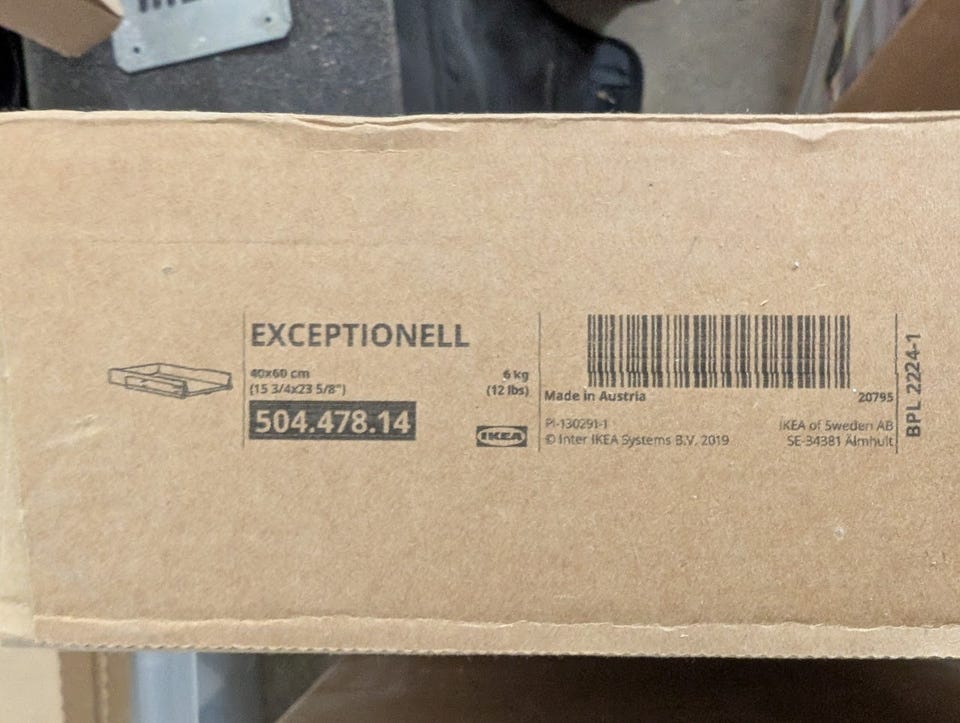 EXCEPTIONELL
40x60 cm
(15 3/4x23 5/8")
6 kg
(12 lbs)
504.478.14
IKEA
Made in Austria
20795
PI-130291-1
© Inter IKEA Systems B.V. 2019
IKEA of Sweden AB
SE-34381 Älmhult
BPL 2224-1